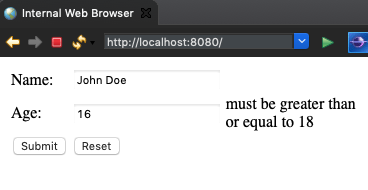 Internal Web Browser
http://localhost:8080/
Name: John Doe
Age: 16
must be greater than
or equal to 18
Submit Reset